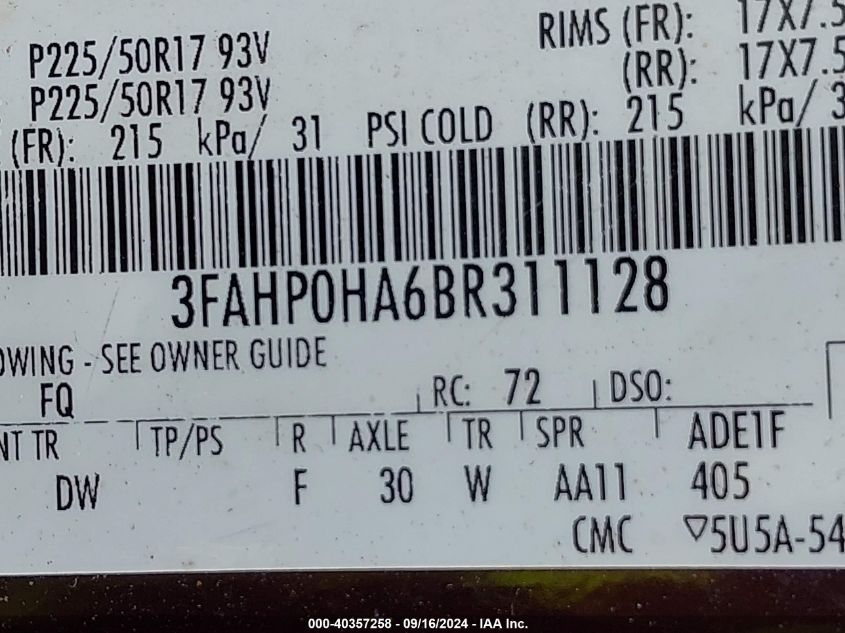 RIMS (FR): 17X7.5
P225/50R17 93V (RR): 17X7.5
P225/50R17 93V
(FR): 215 kPa/ 31 PSI COLD (RR): 215 kPa/ 3
3FAHP0HA6BR311128
OWING - SEE OWNER GUIDE
FQ RC: 72 DSO:
NT TR TP/PS R AXLE TR SPR ADE1F
DW F 30 W AA11 405
CMC ▽5U5A-54
000-40357258 - 09/16/2024 - IAA Inc.